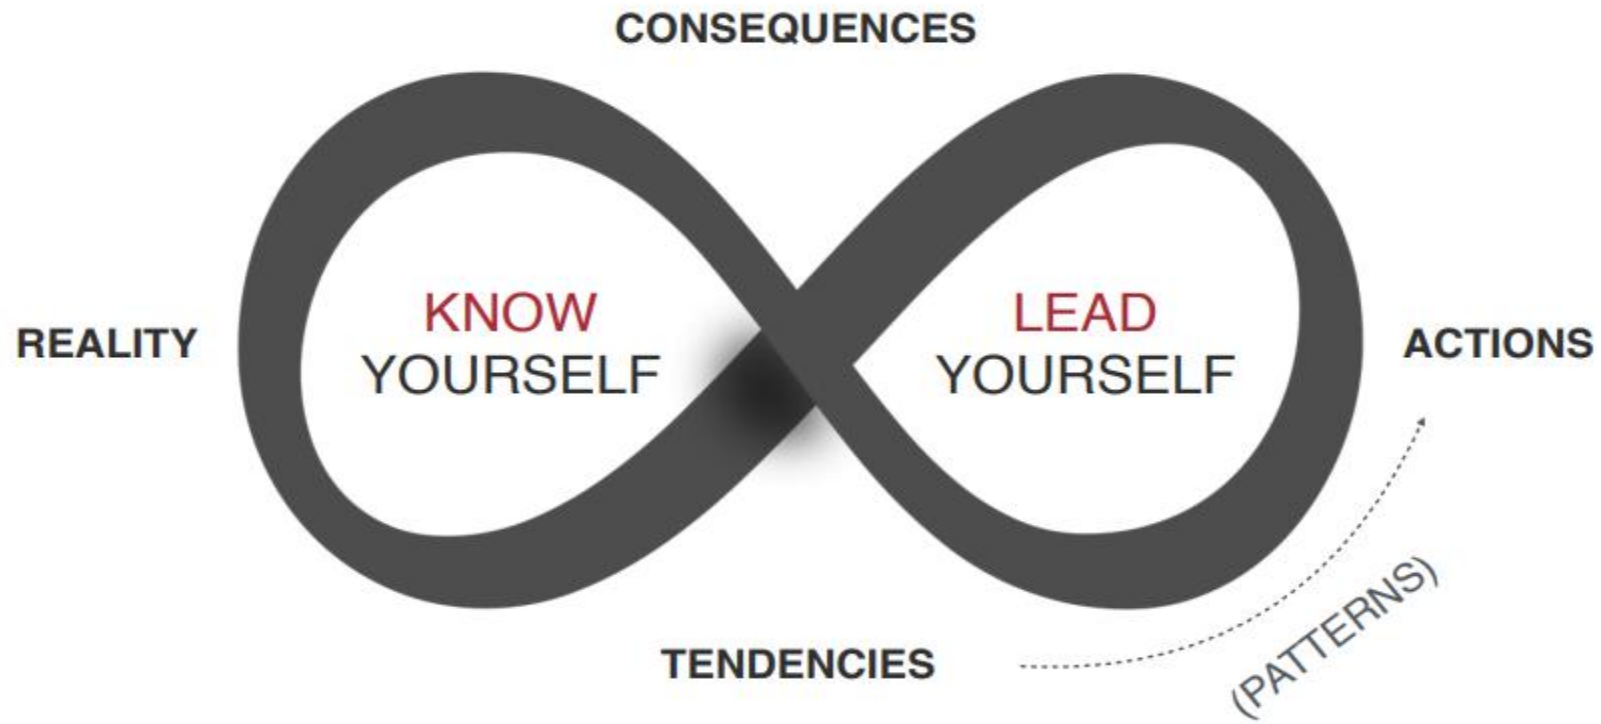 CONSEQUENCES
REALITY
KNOW
YOURSELF
LEAD
YOURSELF
ACTIONS
TENDENCIES
(PATTERNS)